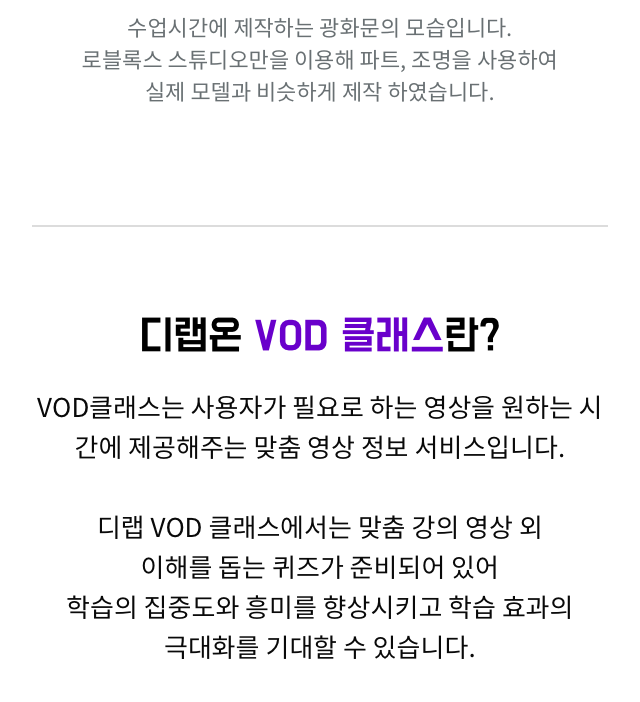 수업시간에 제작하는 광화문의 모습입니다.
로블록스 스튜디오만을 이용해 파트, 조명을 사용하여
실제 모델과 비슷하게 제작 하였습니다.
디랩온 VOD 클래스란?
VOD클래스는 사용자가 필요로 하는 영상을 원하는 시
간에 제공해주는 맞춤 영상 정보 서비스입니다.
디랩 VOD 클래스에서는 맞춤 강의 영상 외
이해를 돕는 퀴즈가 준비되어 있어
학습의 집중도와 흥미를 향상시키고 학습 효과의
극대화를 기대할 수 있습니다.